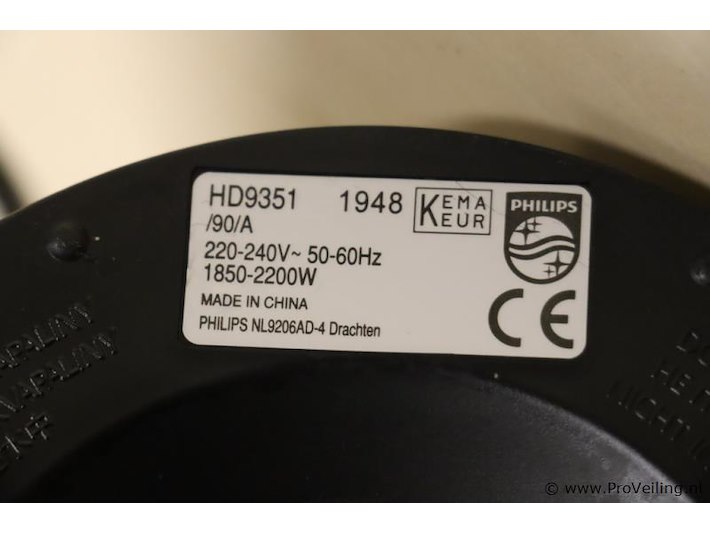 HD9351 1948 KEMA KEUR PHILIPS
/90/A
220-240V~ 50-60Hz
1850-2200W
MADE IN CHINA
PHILIPS NL9206AD-4 Drachten
CE
NICHT
© www.ProVeiling.nl